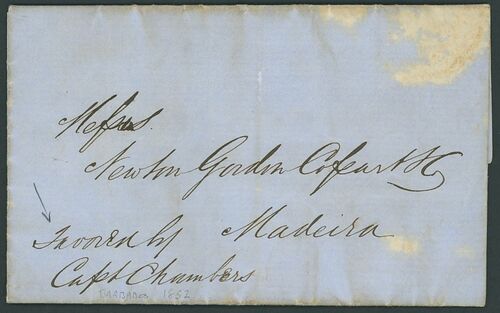 Messrs.
Newton Gordon Cossart & Co
Madeira
Favored by
Capt Chambers
BARBADOS 1852